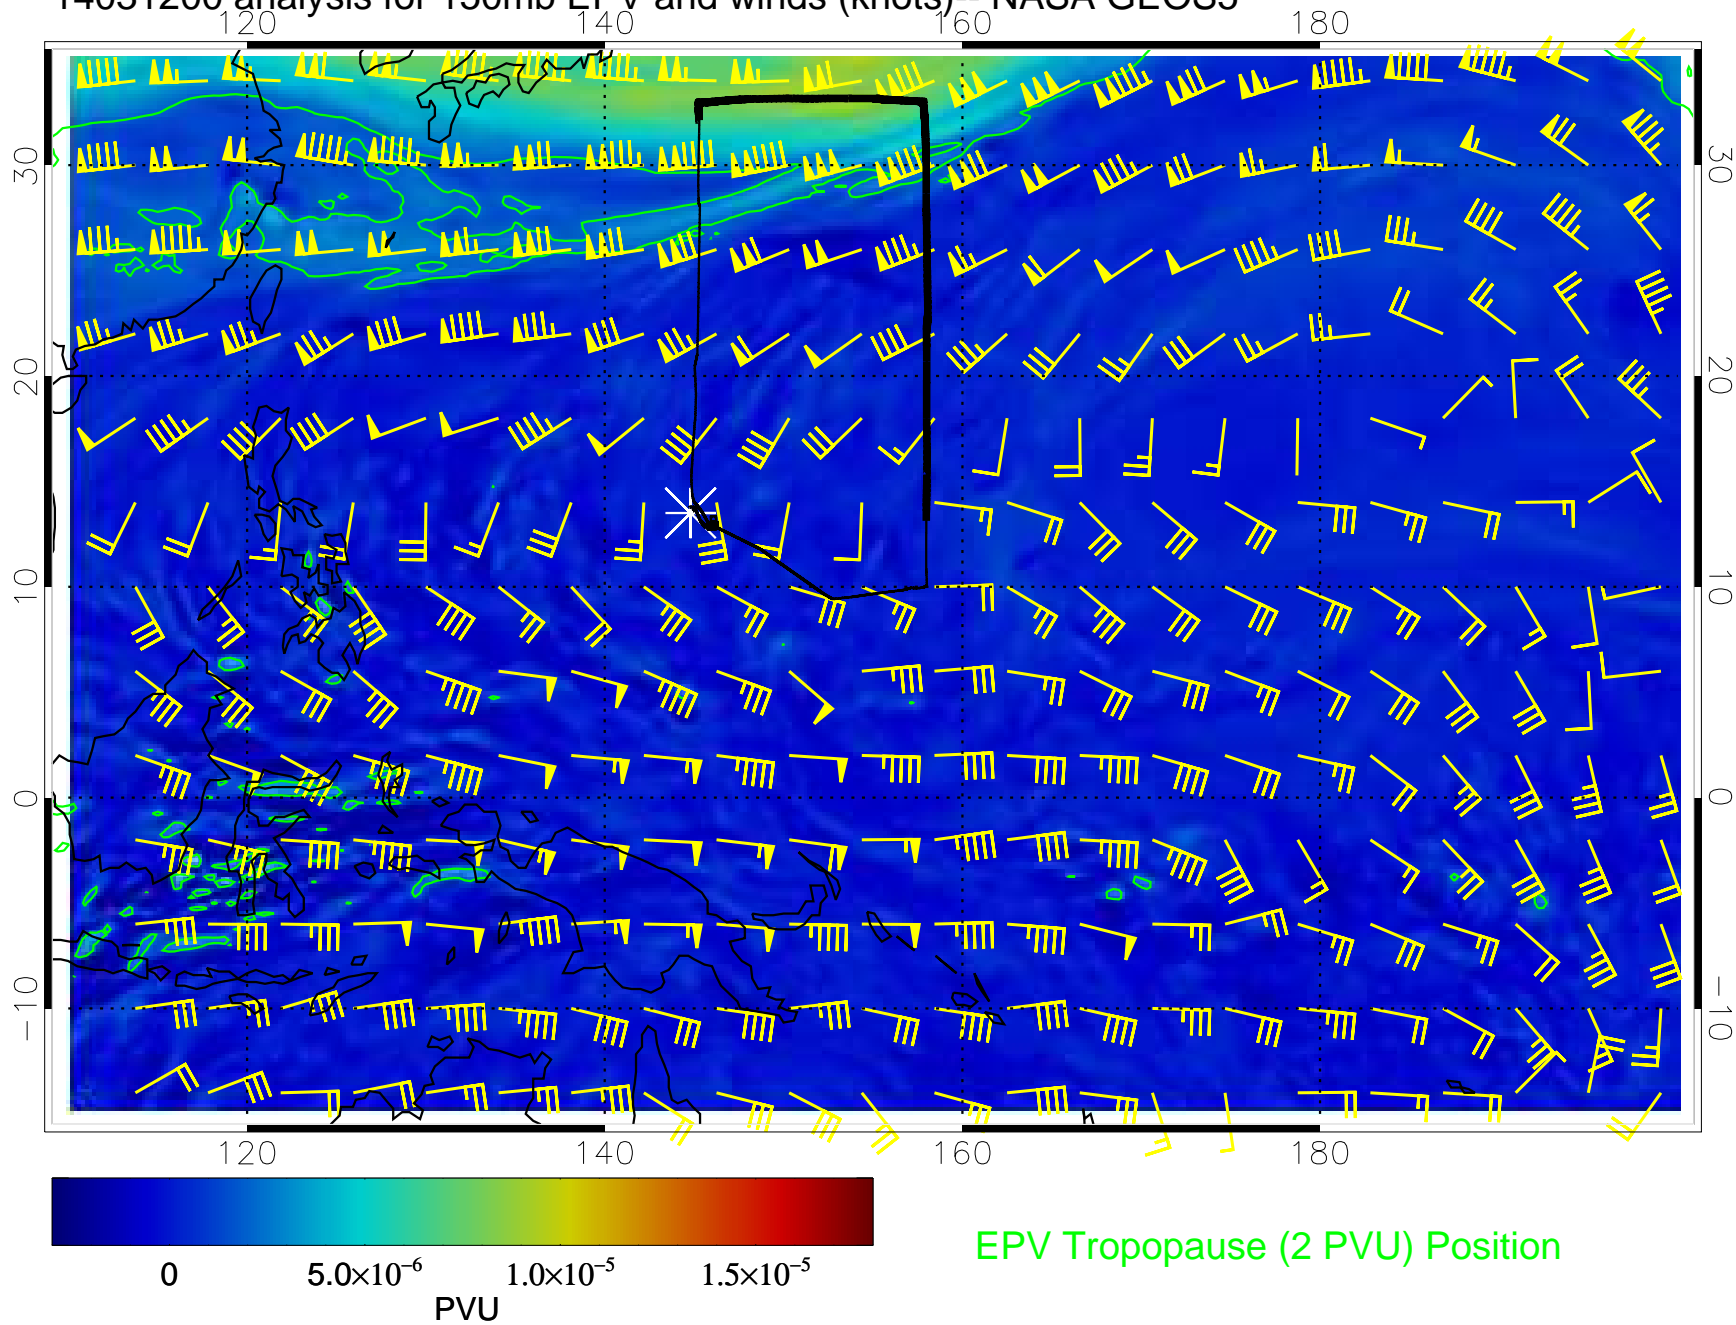 14031200 analysis for 150mb EPV and winds (knots)-- NASA GEOS5
120 140 160 180
30 30
20 20
10 10
0 0
−10 −10
120 140 160 180
0 5.0×10⁻⁶ 1.0×10⁻⁵ 1.5×10⁻⁵
PVU
EPV Tropopause (2 PVU) Position